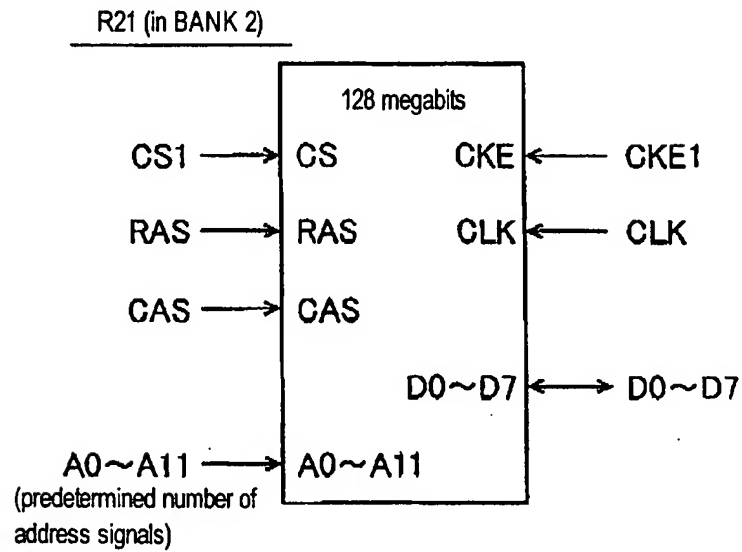 R21 (in BANK 2)
128 megabits
CS1 CS CKE CKE1
RAS RAS CLK CLK
CAS CAS
D0~D7 D0~D7
A0~A11 A0~A11
(predetermined number of
address signals)